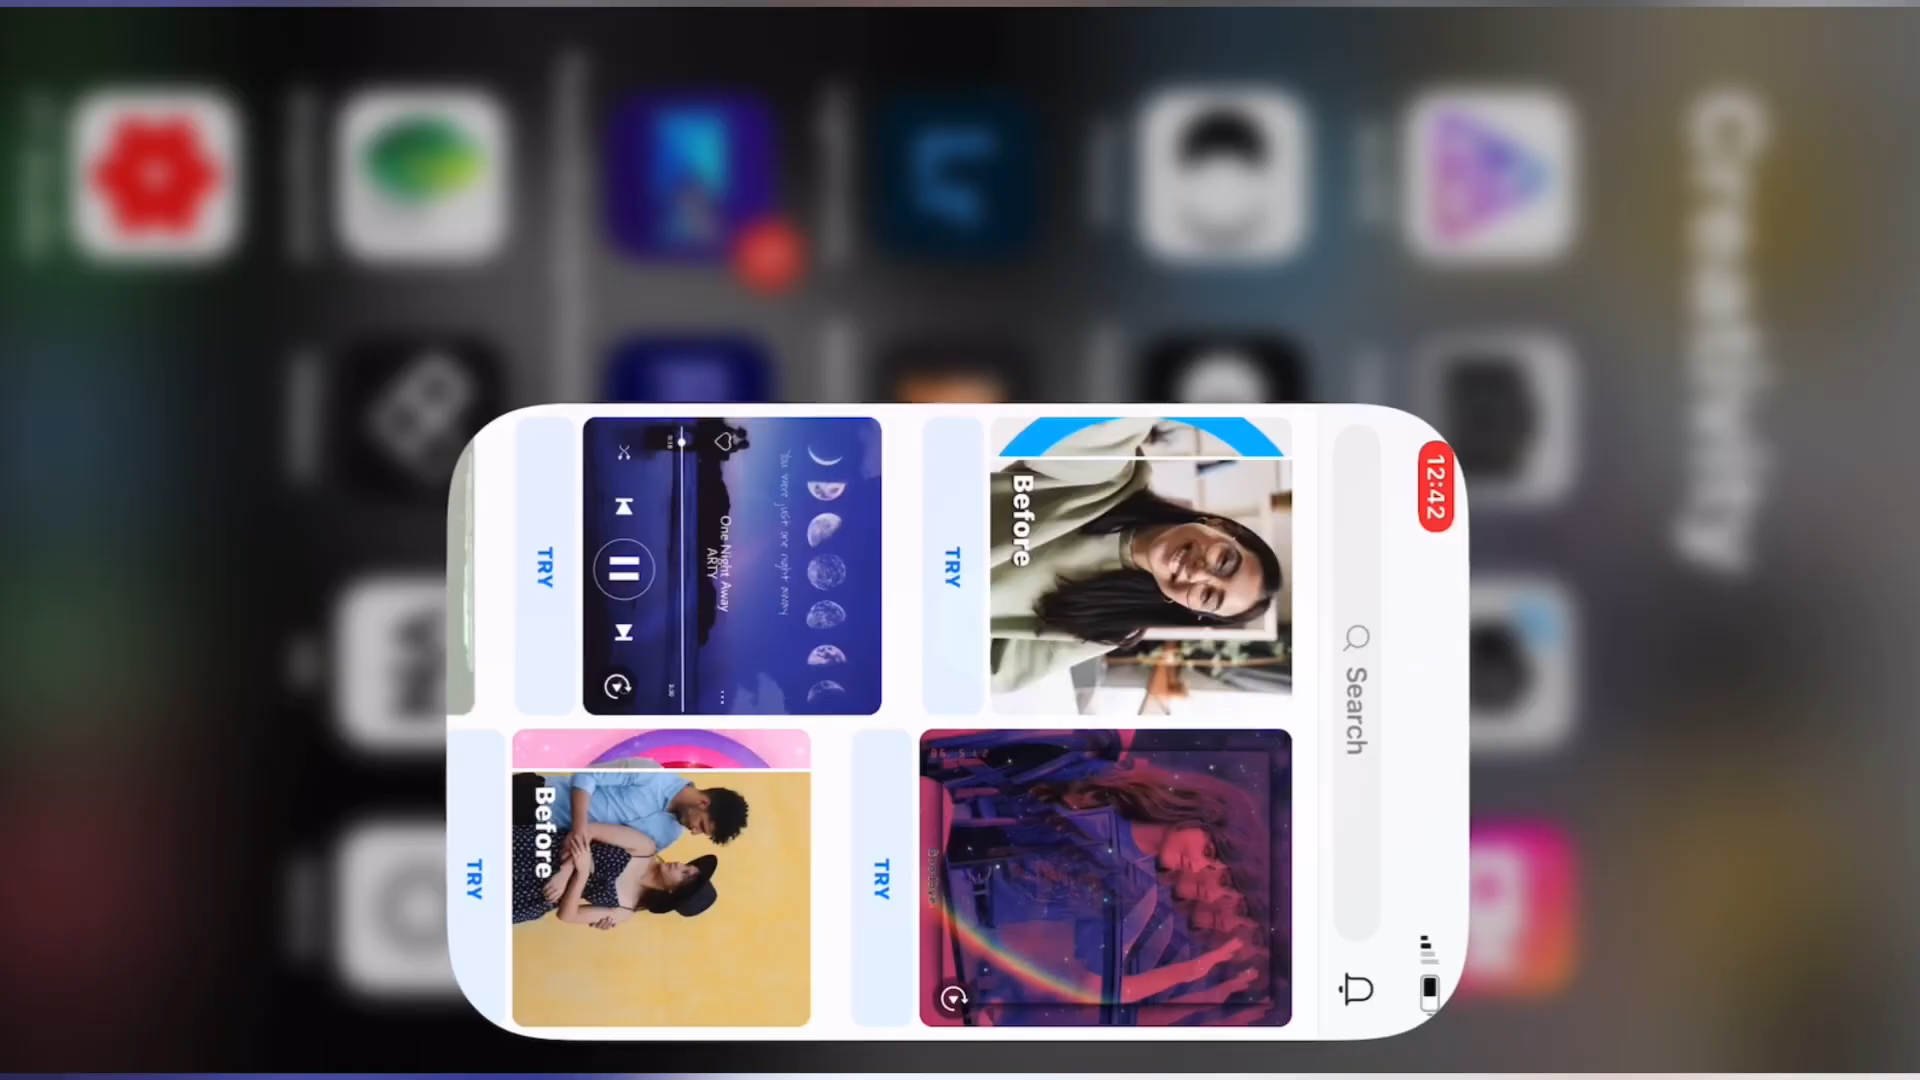 Creativity
12:42
Search
Before
TRY
TRY
You were just one night away
One Night Away
ARTY
TRY
Before
TRY